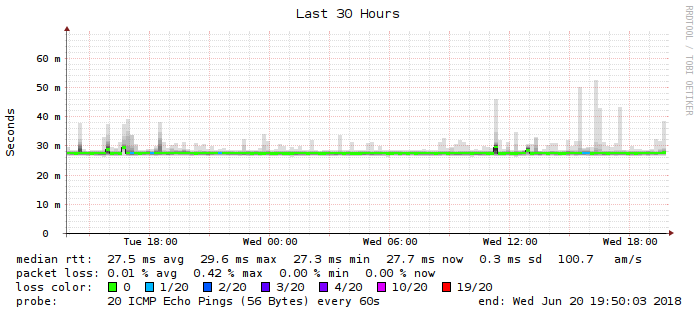 Last 30 Hours
RRDTOOL / TOBI OETIKER
Seconds
60 m
50 m
40 m
30 m
20 m
10 m
0
Tue 18:00 Wed 00:00 Wed 06:00 Wed 12:00 Wed 18:00
median rtt: 27.5 ms avg 29.6 ms max 27.3 ms min 27.7 ms now 0.3 ms sd 100.7 am/s
packet loss: 0.01 % avg 0.42 % max 0.00 % min 0.00 % now
loss color: 0 1/20 2/20 3/20 4/20 10/20 19/20
probe: 20 ICMP Echo Pings (56 Bytes) every 60s end: Wed Jun 20 19:50:03 2018